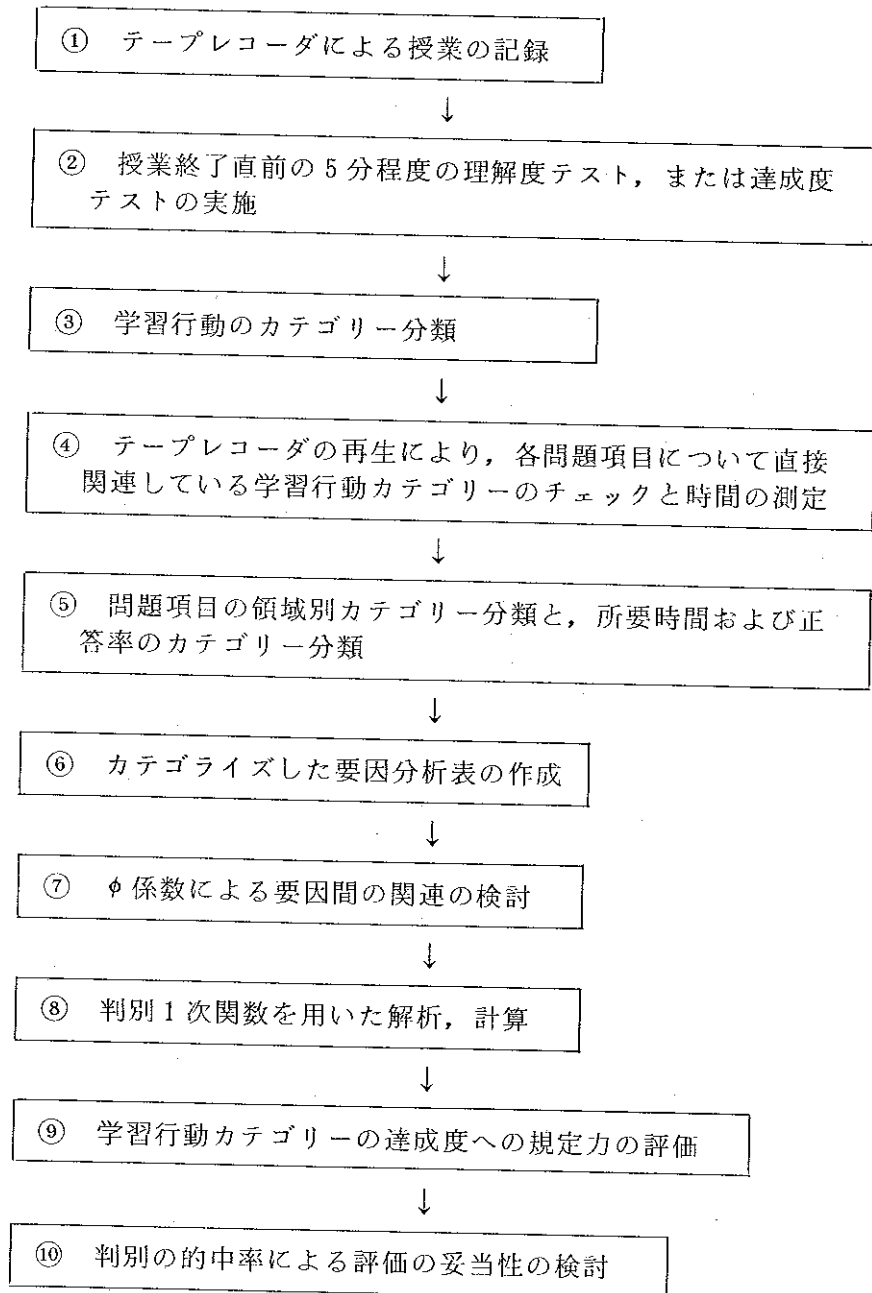 ① テープレコーダによる授業の記録
↓
② 授業終了直前の5分程度の理解度テスト，または達成度
テストの実施
↓
③ 学習行動のカテゴリー分類
↓
④ テープレコーダの再生により，各問題項目について直接
関連している学習行動カテゴリーのチェックと時間の測定
↓
⑤ 問題項目の領域別カテゴリー分類と，所要時間および正
答率のカテゴリー分類
↓
⑥ カテゴライズした要因分析表の作成
↓
⑦ φ係数による要因間の関連の検討
↓
⑧ 判別1次関数を用いた解析，計算
↓
⑨ 学習行動カテゴリーの達成度への規定力の評価
↓
⑩ 判別の的中率による評価の妥当性の検討